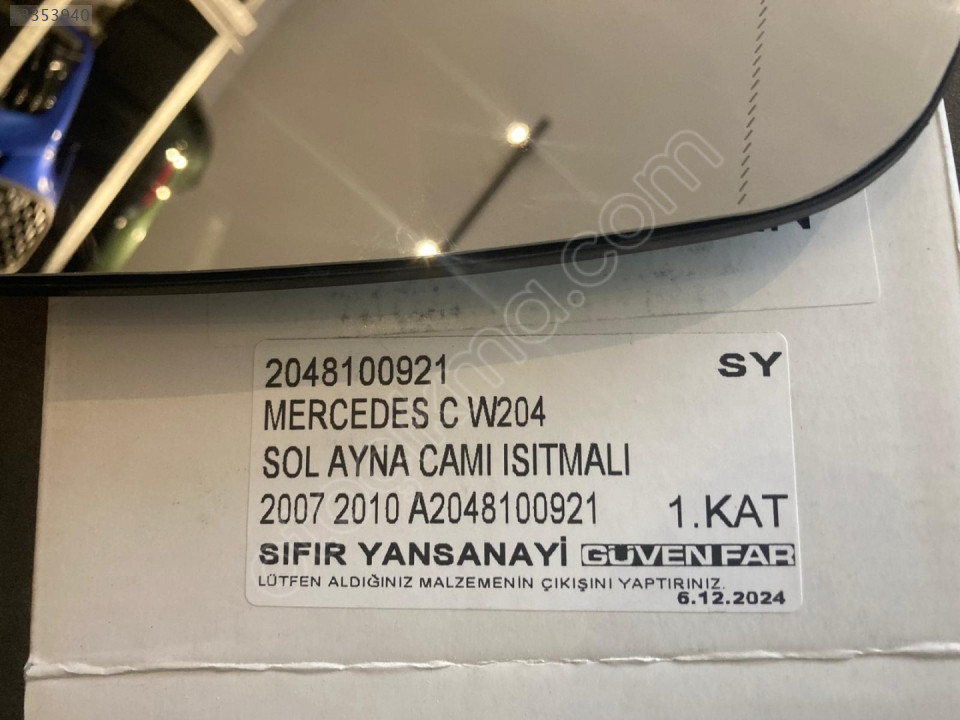 353940
2048100921 SY
MERCEDES C W204
SOL AYNA CAMI ISITMALI
2007 2010 A2048100921 1.KAT
SIFIR YANSANAYİ GÜVEN FAR
LÜTFEN ALDIĞINIZ MALZEMENİN ÇIKIŞINI YAPTIRINIZ.
6.12.2024